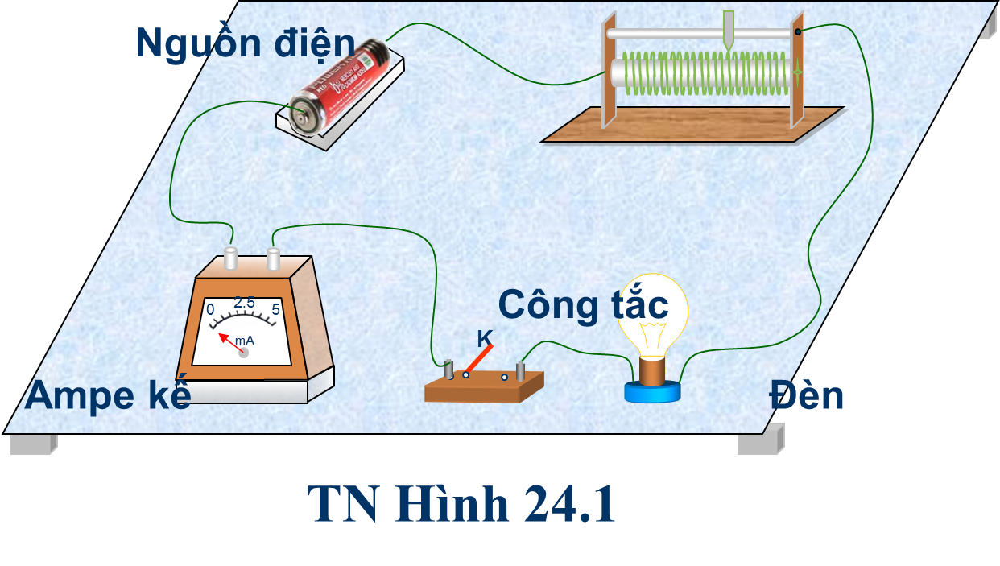 Nguồn điện
0 2.5 5
mA
Công tắc
K
Ampe kế
Đèn
TN Hình 24.1